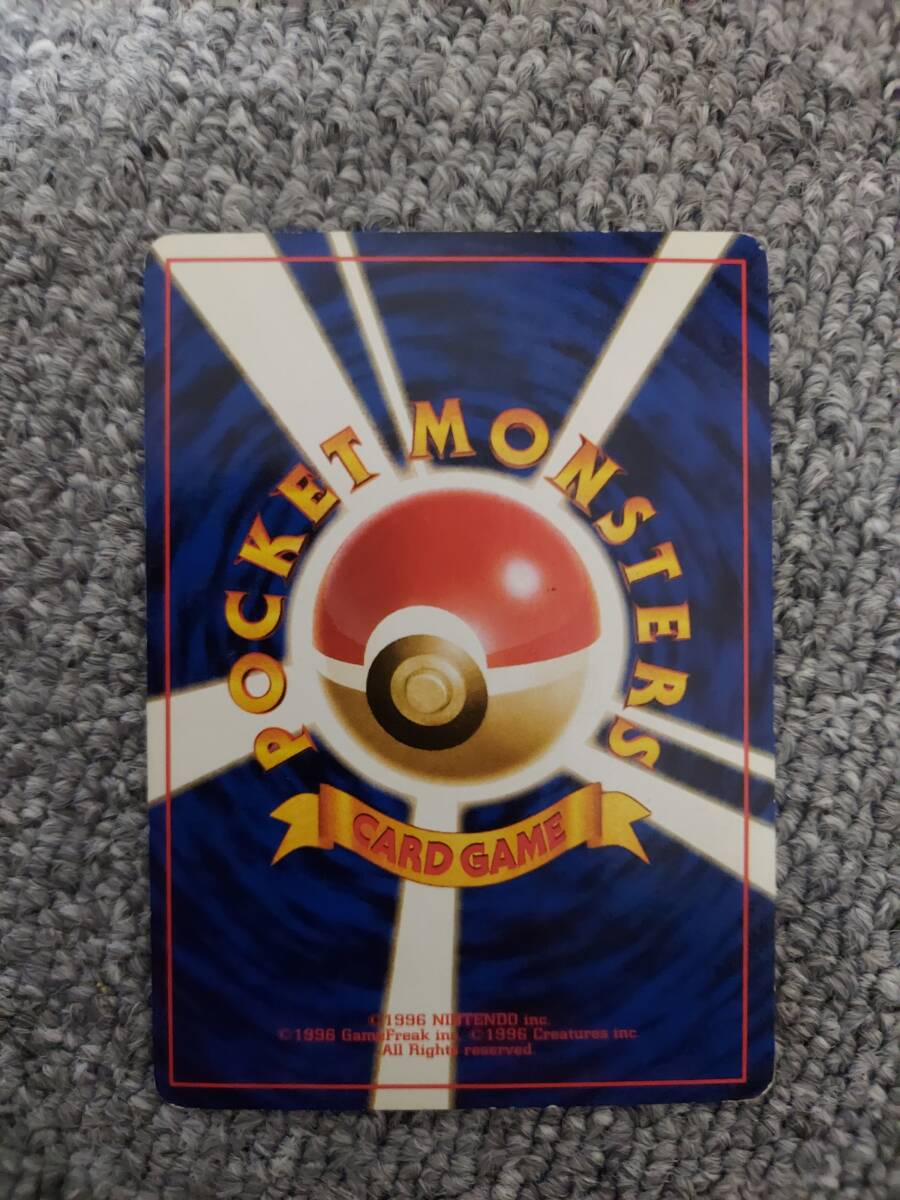 POCKET MONSTERS
CARD GAME
©1996 NINTENDO inc.
©1996 GameFreak inc. ©1996 Creatures inc.
All Rights reserved.